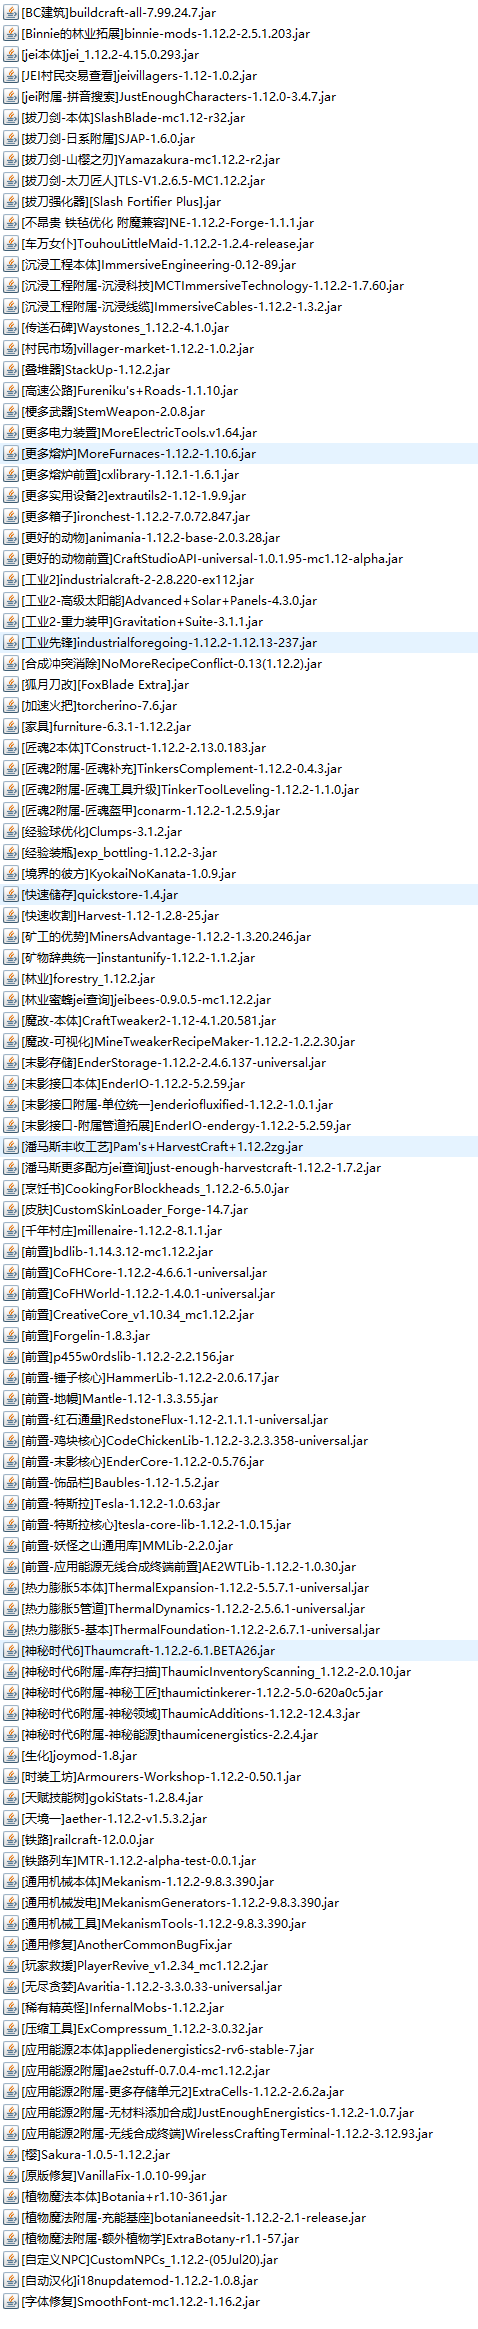 [BC建筑]buildcraft-all-7.99.24.7.jar
[Binnie的林业拓展]binnie-mods-1.12.2-2.5.1.203.jar
[jei本体]jei_1.12.2-4.15.0.293.jar
[JEI村民交易查看]jeivillagers-1.12-1.0.2.jar
[jei附属-拼音搜索]JustEnoughCharacters-1.12.0-3.4.7.jar
[拔刀剑-本体]SlashBlade-mc1.12-r32.jar
[拔刀剑-日系附属]SJAP-1.6.0.jar
[拔刀剑-山樱之刃]Yamazakura-mc1.12.2-r2.jar
[拔刀剑-太刀匠人]TLS-V1.2.6.5-MC1.12.2.jar
[拔刀强化器][Slash Fortifier Plus].jar
[不昂贵 铁毡优化 附魔兼容]NE-1.12.2-Forge-1.1.1.jar
[车万女仆]TouhouLittleMaid-1.12.2-1.2.4-release.jar
[沉浸工程本体]ImmersiveEngineering-0.12-89.jar
[沉浸工程附属-沉浸科技]MCTImmersiveTechnology-1.12.2-1.7.60.jar
[沉浸工程附属-沉浸线缆]ImmersiveCables-1.12.2-1.3.2.jar
[传送石碑]Waystones_1.12.2-4.1.0.jar
[村民市场]villager-market-1.12.2-1.0.2.jar
[叠堆器]StackUp-1.12.2.jar
[高速公路]Fureniku's+Roads-1.1.10.jar
[梗多武器]StemWeapon-2.0.8.jar
[更多电力装置]MoreElectricTools.v1.64.jar
[更多熔炉]MoreFurnaces-1.12.2-1.10.6.jar
[更多熔炉前置]cxlibrary-1.12.1-1.6.1.jar
[更多实用设备2]extrautils2-1.12-1.9.9.jar
[更多箱子]ironchest-1.12.2-7.0.72.847.jar
[更好的动物]animania-1.12.2-base-2.0.3.28.jar
[更好的动物前置]CraftStudioAPI-universal-1.0.1.95-mc1.12-alpha.jar
[工业2]industrialcraft-2-2.8.220-ex112.jar
[工业2-高级太阳能]Advanced+Solar+Panels-4.3.0.jar
[工业2-重力装甲]Gravitation+Suite-3.1.1.jar
[工业先锋]industrialforegoing-1.12.2-1.12.13-237.jar
[合成冲突消除]NoMoreRecipeConflict-0.13(1.12.2).jar
[狐月刀改][FoxBlade Extra].jar
[加速火把]torcherino-7.6.jar
[家具]furniture-6.3.1-1.12.2.jar
[匠魂2本体]TConstruct-1.12.2-2.13.0.183.jar
[匠魂2附属-匠魂补充]TinkersComplement-1.12.2-0.4.3.jar
[匠魂2附属-匠魂工具升级]TinkerToolLeveling-1.12.2-1.1.0.jar
[匠魂2附属-匠魂盔甲]conarm-1.12.2-1.2.5.9.jar
[经验球优化]Clumps-3.1.2.jar
[经验装瓶]exp_bottling-1.12.2-3.jar
[境界的彼方]KyokaiNoKanata-1.0.9.jar
[快速储存]quickstore-1.4.jar
[快速收割]Harvest-1.12-1.2.8-25.jar
[矿工的优势]MinersAdvantage-1.12.2-1.3.20.246.jar
[矿物辞典统一]instantunify-1.12.2-1.1.2.jar
[林业]forestry_1.12.2.jar
[林业蜜蜂jei查询]jeibees-0.9.0.5-mc1.12.2.jar
[魔改-本体]CraftTweaker2-1.12-4.1.20.581.jar
[魔改-可视化]MineTweakerRecipeMaker-1.12.2-1.2.2.30.jar
[末影存储]EnderStorage-1.12.2-2.4.6.137-universal.jar
[末影接口本体]EnderIO-1.12.2-5.2.59.jar
[末影接口附属-单位统一]enderiofluxified-1.12.2-1.0.1.jar
[末影接口-附属管道拓展]EnderIO-endergy-1.12.2-5.2.59.jar
[潘马斯丰收工艺]Pam's+HarvestCraft+1.12.2zg.jar
[潘马斯更多配方jei查询]just-enough-harvestcraft-1.12.2-1.7.2.jar
[烹饪书]CookingForBlockheads_1.12.2-6.5.0.jar
[皮肤]CustomSkinLoader_Forge-14.7.jar
[千年村庄]millenaire-1.12.2-8.1.1.jar
[前置]bdlib-1.14.3.12-mc1.12.2.jar
[前置]CoFHCore-1.12.2-4.6.6.1-universal.jar
[前置]CoFHWorld-1.12.2-1.4.0.1-universal.jar
[前置]CreativeCore_v1.10.34_mc1.12.2.jar
[前置]Forgelin-1.8.3.jar
[前置]p455w0rdslib-1.12.2-2.2.156.jar
[前置-锤子核心]HammerLib-1.12.2-2.0.6.17.jar
[前置-地幔]Mantle-1.12-1.3.3.55.jar
[前置-红石通量]RedstoneFlux-1.12-2.1.1.1-universal.jar
[前置-鸡块核心]CodeChickenLib-1.12.2-3.2.3.358-universal.jar
[前置-末影核心]EnderCore-1.12.2-0.5.76.jar
[前置-饰品栏]Baubles-1.12-1.5.2.jar
[前置-特斯拉]Tesla-1.12.2-1.0.63.jar
[前置-特斯拉核心]tesla-core-lib-1.12.2-1.0.15.jar
[前置-妖怪之山通用库]MMLib-2.2.0.jar
[前置-应用能源无线合成终端前置]AE2WTLib-1.12.2-1.0.30.jar
[热力膨胀5本体]ThermalExpansion-1.12.2-5.5.7.1-universal.jar
[热力膨胀5管道]ThermalDynamics-1.12.2-2.5.6.1-universal.jar
[热力膨胀5-基本]ThermalFoundation-1.12.2-2.6.7.1-universal.jar
[神秘时代6]Thaumcraft-1.12.2-6.1.BETA26.jar
[神秘时代6附属-库存扫描]ThaumicInventoryScanning_1.12.2-2.0.10.jar
[神秘时代6附属-神秘工匠]thaumictinkerer-1.12.2-5.0-620a0c5.jar
[神秘时代6附属-神秘领域]ThaumicAdditions-1.12.2-12.4.3.jar
[神秘时代6附属-神秘能源]thaumicenergistics-2.2.4.jar
[生化]joymod-1.8.jar
[时装工坊]Armourers-Workshop-1.12.2-0.50.1.jar
[天赋技能树]gokiStats-1.2.8.4.jar
[天境一]aether-1.12.2-v1.5.3.2.jar
[铁路]railcraft-12.0.0.jar
[铁路列车]MTR-1.12.2-alpha-test-0.0.1.jar
[通用机械本体]Mekanism-1.12.2-9.8.3.390.jar
[通用机械发电]MekanismGenerators-1.12.2-9.8.3.390.jar
[通用机械工具]MekanismTools-1.12.2-9.8.3.390.jar
[通用修复]AnotherCommonBugFix.jar
[玩家救援]PlayerRevive_v1.2.34_mc1.12.2.jar
[无尽贪婪]Avaritia-1.12.2-3.3.0.33-universal.jar
[稀有精英怪]InfernalMobs-1.12.2.jar
[压缩工具]ExCompressum_1.12.2-3.0.32.jar
[应用能源2本体]appliedenergistics2-rv6-stable-7.jar
[应用能源2附属]ae2stuff-0.7.0.4-mc1.12.2.jar
[应用能源2附属-更多存储单元2]ExtraCells-1.12.2-2.6.2a.jar
[应用能源2附属-无材料添加合成]JustEnoughEnergistics-1.12.2-1.0.7.jar
[应用能源2附属-无线合成终端]WirelessCraftingTerminal-1.12.2-3.12.93.jar
[樱]Sakura-1.0.5-1.12.2.jar
[原版修复]VanillaFix-1.0.10-99.jar
[植物魔法本体]Botania+r1.10-361.jar
[植物魔法附属-充能基座]botanianeedsit-1.12.2-2.1-release.jar
[植物魔法附属-额外植物学]ExtraBotany-r1.1-57.jar
[自定义NPC]CustomNPCs_1.12.2-(05Jul20).jar
[自动汉化]i18nupdatemod-1.12.2-1.0.8.jar
[字体修复]SmoothFont-mc1.12.2-1.16.2.jar